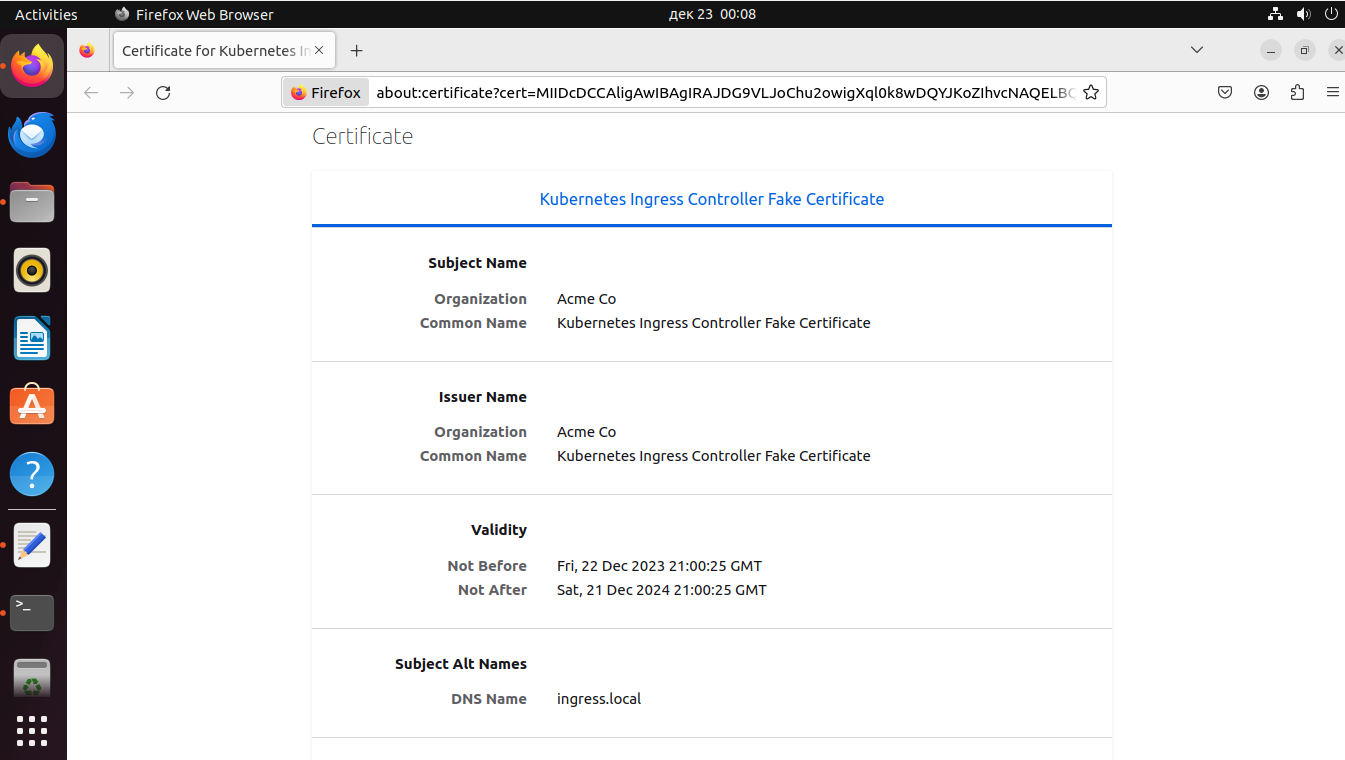 Activities
Firefox Web Browser
дек 23 00:08
Certificate for Kubernetes In
Firefox
about:certificate?cert=MIIDcDCCAligAwIBAgIRAJDG9VLJoChu2owigXql0k8wDQYJKoZIhvcNAQELBQ
Certificate
Kubernetes Ingress Controller Fake Certificate
Subject Name
Organization Acme Co
Common Name Kubernetes Ingress Controller Fake Certificate
Issuer Name
Organization Acme Co
Common Name Kubernetes Ingress Controller Fake Certificate
Validity
Not Before Fri, 22 Dec 2023 21:00:25 GMT
Not After Sat, 21 Dec 2024 21:00:25 GMT
Subject Alt Names
DNS Name ingress.local